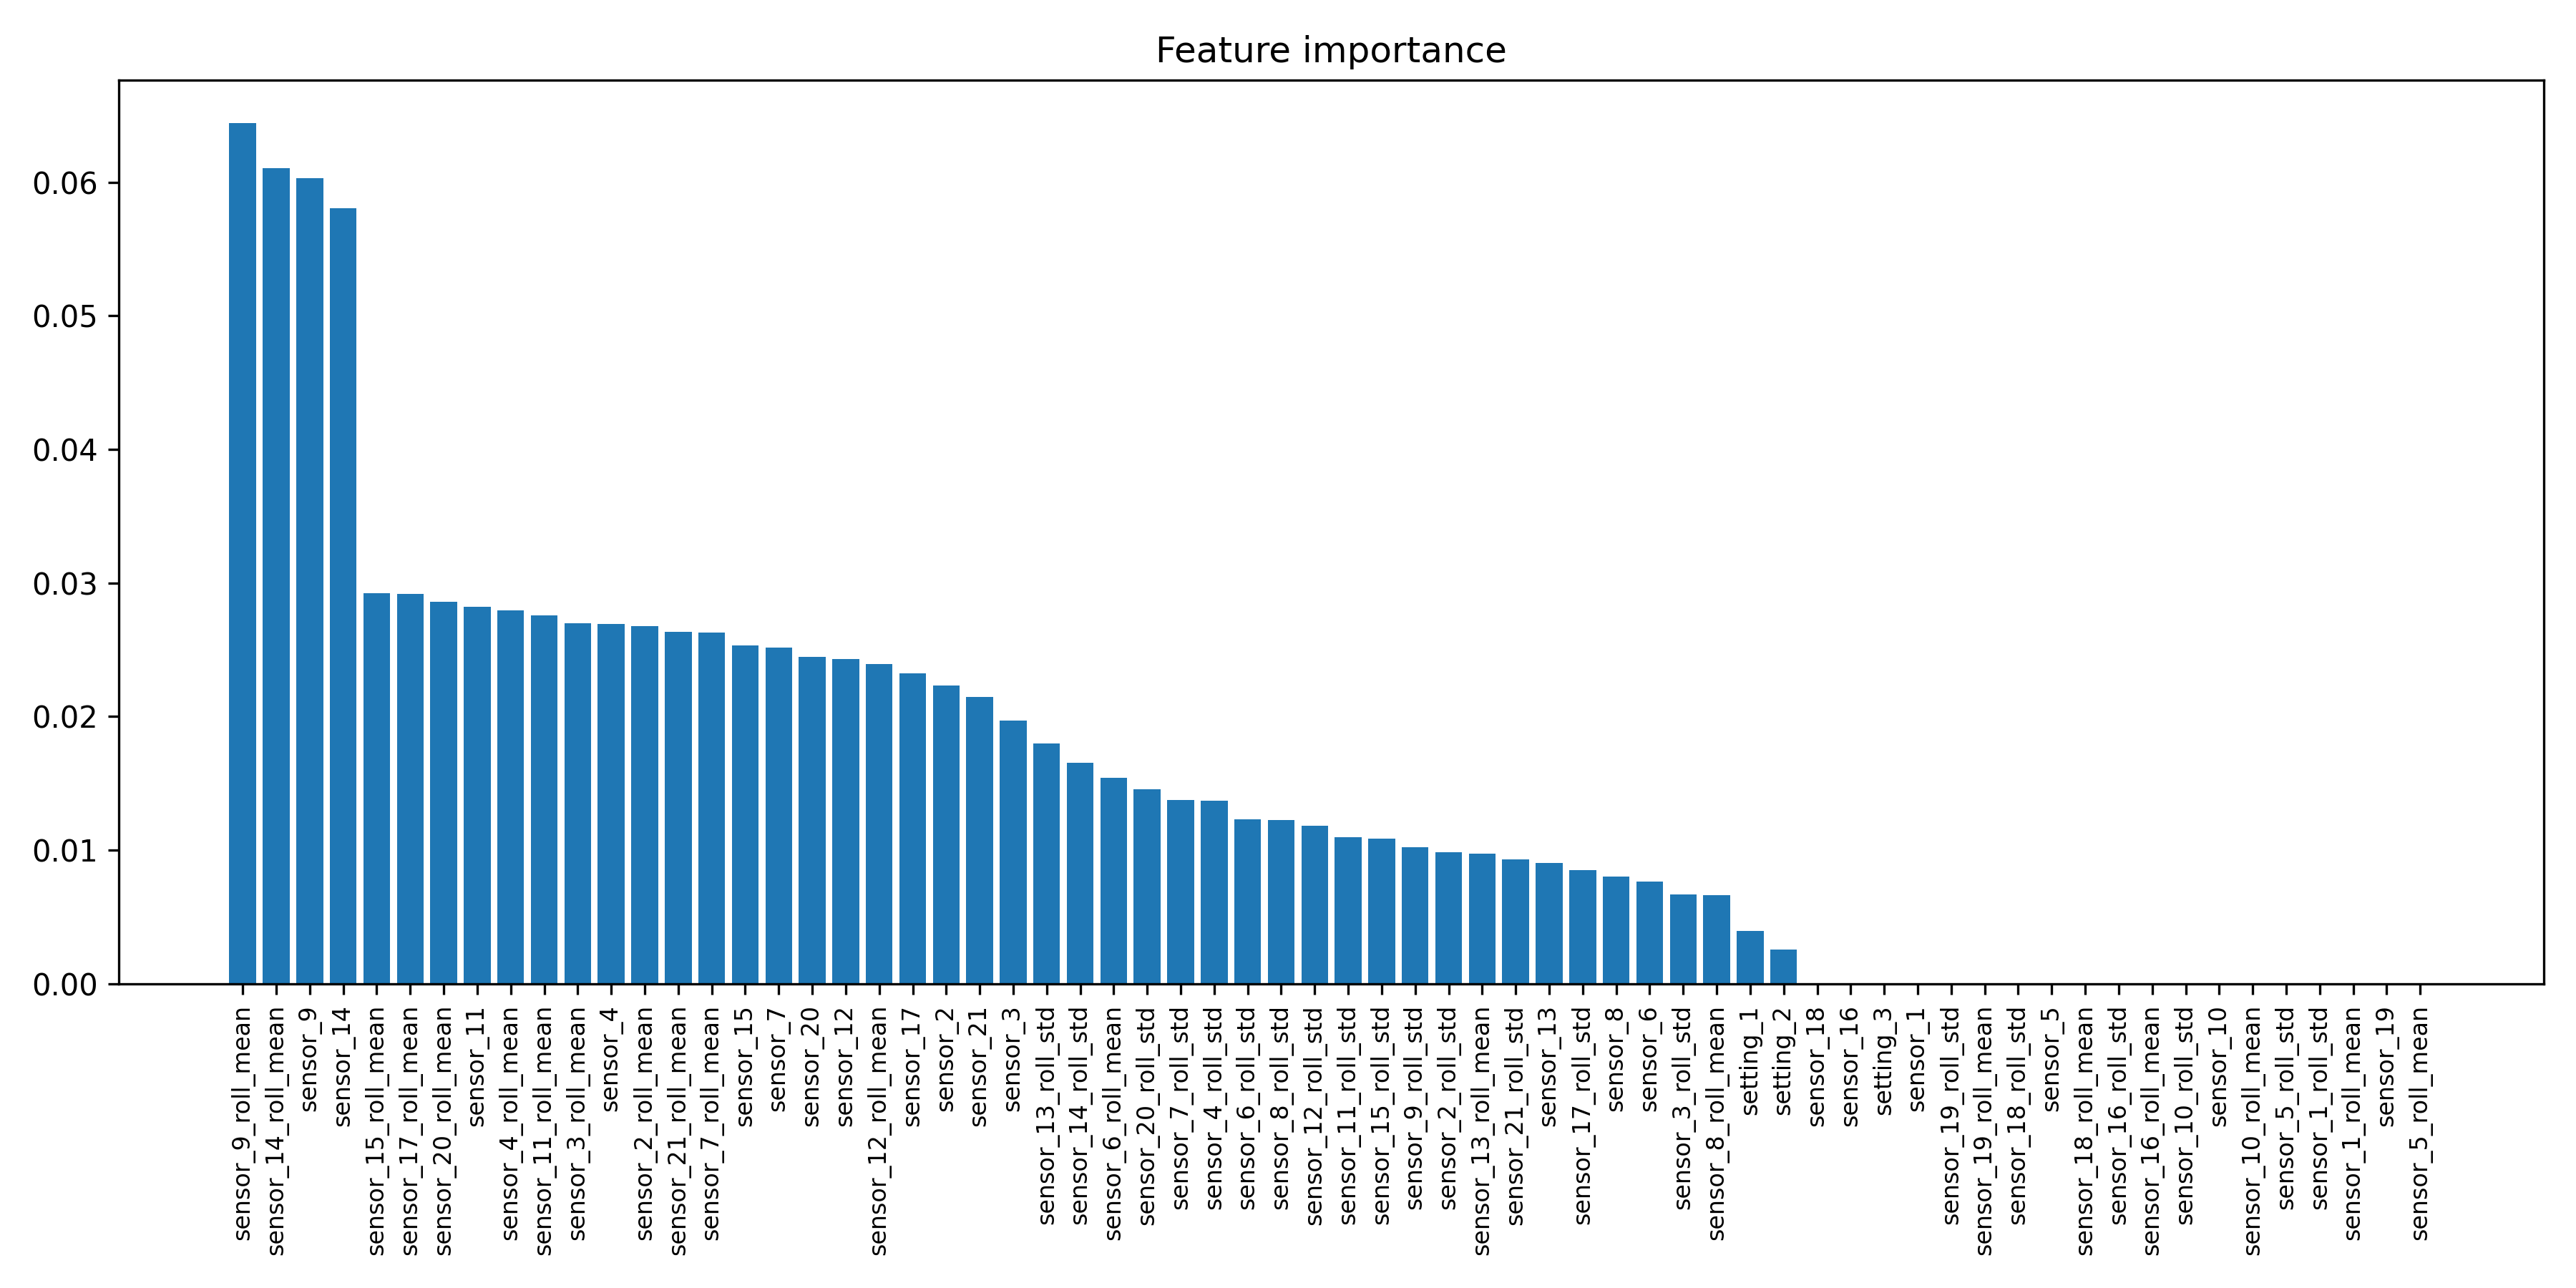 Feature importance
0.06
0.05
0.04
0.03
0.02
0.01
0.00
sensor_9_roll_mean
sensor_14_roll_mean
sensor_9
sensor_14
sensor_15_roll_mean
sensor_17_roll_mean
sensor_20_roll_mean
sensor_11
sensor_4_roll_mean
sensor_11_roll_mean
sensor_3_roll_mean
sensor_4
sensor_2_roll_mean
sensor_21_roll_mean
sensor_7_roll_mean
sensor_15
sensor_7
sensor_20
sensor_12
sensor_12_roll_mean
sensor_17
sensor_2
sensor_21
sensor_3
sensor_13_roll_std
sensor_14_roll_std
sensor_6_roll_mean
sensor_20_roll_std
sensor_7_roll_std
sensor_4_roll_std
sensor_6_roll_std
sensor_8_roll_std
sensor_12_roll_std
sensor_11_roll_std
sensor_15_roll_std
sensor_9_roll_std
sensor_2_roll_std
sensor_13_roll_mean
sensor_21_roll_std
sensor_13
sensor_17_roll_std
sensor_8
sensor_6
sensor_3_roll_std
sensor_8_roll_mean
setting_1
setting_2
sensor_18
sensor_16
setting_3
sensor_1
sensor_19_roll_std
sensor_19_roll_mean
sensor_18_roll_std
sensor_5
sensor_18_roll_mean
sensor_16_roll_std
sensor_16_roll_mean
sensor_10_roll_std
sensor_10
sensor_10_roll_mean
sensor_5_roll_std
sensor_1_roll_std
sensor_1_roll_mean
sensor_19
sensor_5_roll_mean